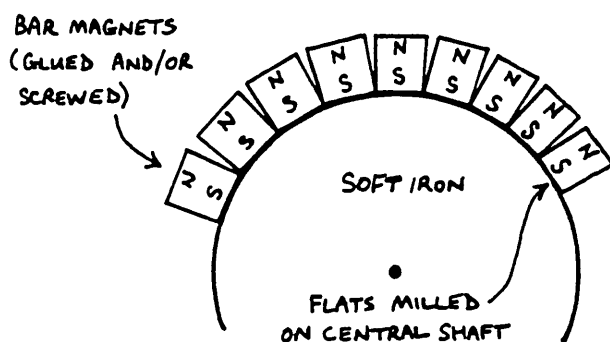 BAR MAGNETS
(GLUED AND/OR
SCREWED)
N S
N S
N S
N S
N S
N S
N S
N S
N S
SOFT IRON
FLATS MILLED
ON CENTRAL SHAFT